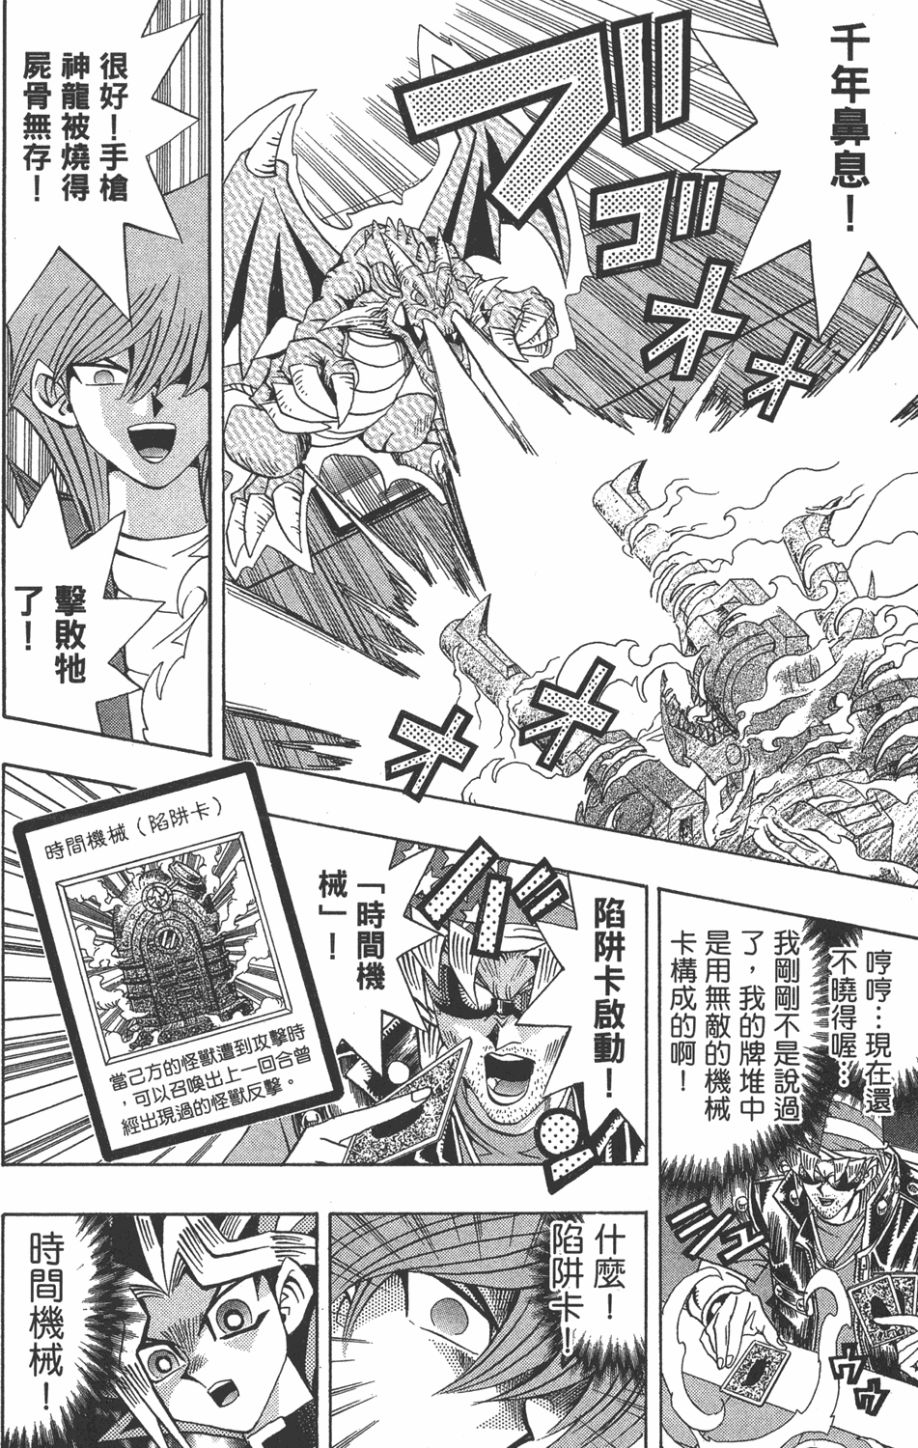 千年鼻息！
ブゴオオ
オオ
很好！手槍
神龍被燒得
屍骨無存！
擊敗牠
了！
哼哼…現在還
不曉得喔…
我剛剛不是說過
了，我的牌堆中
是用無敵的機械
卡構成的啊！
ミュ
ウウ
陷阱卡啟動！
「時間機
械」！
バシ
時間機械（陷阱卡）
當己方的怪獸遭到攻擊時
，可以召喚出上一回合曾
經出現過的怪獸反擊。
什麼！
陷阱卡！
時間機械！